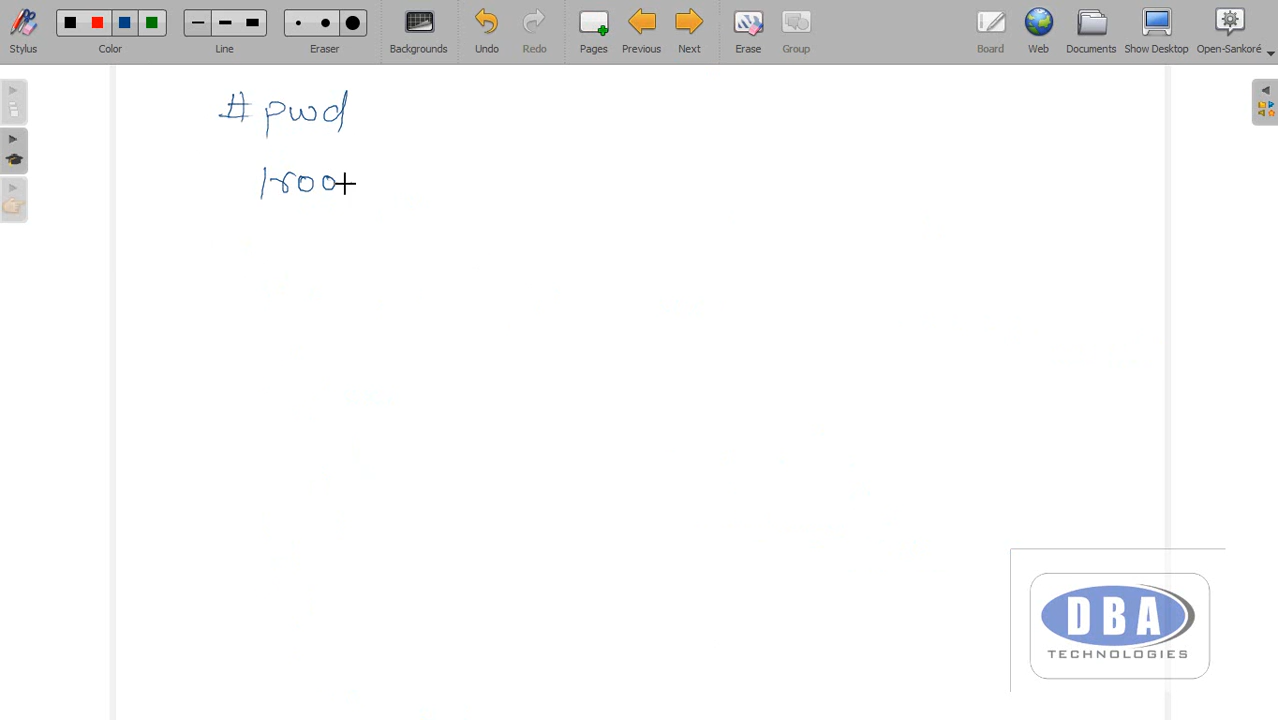 Stylus
Color
Line
Eraser
Backgrounds
Undo
Redo
Pages
Previous
Next
Erase
Group
Board
Web
Documents
Show Desktop
Open-Sankoré
# pwd
/roo
DBA
TECHNOLOGIES